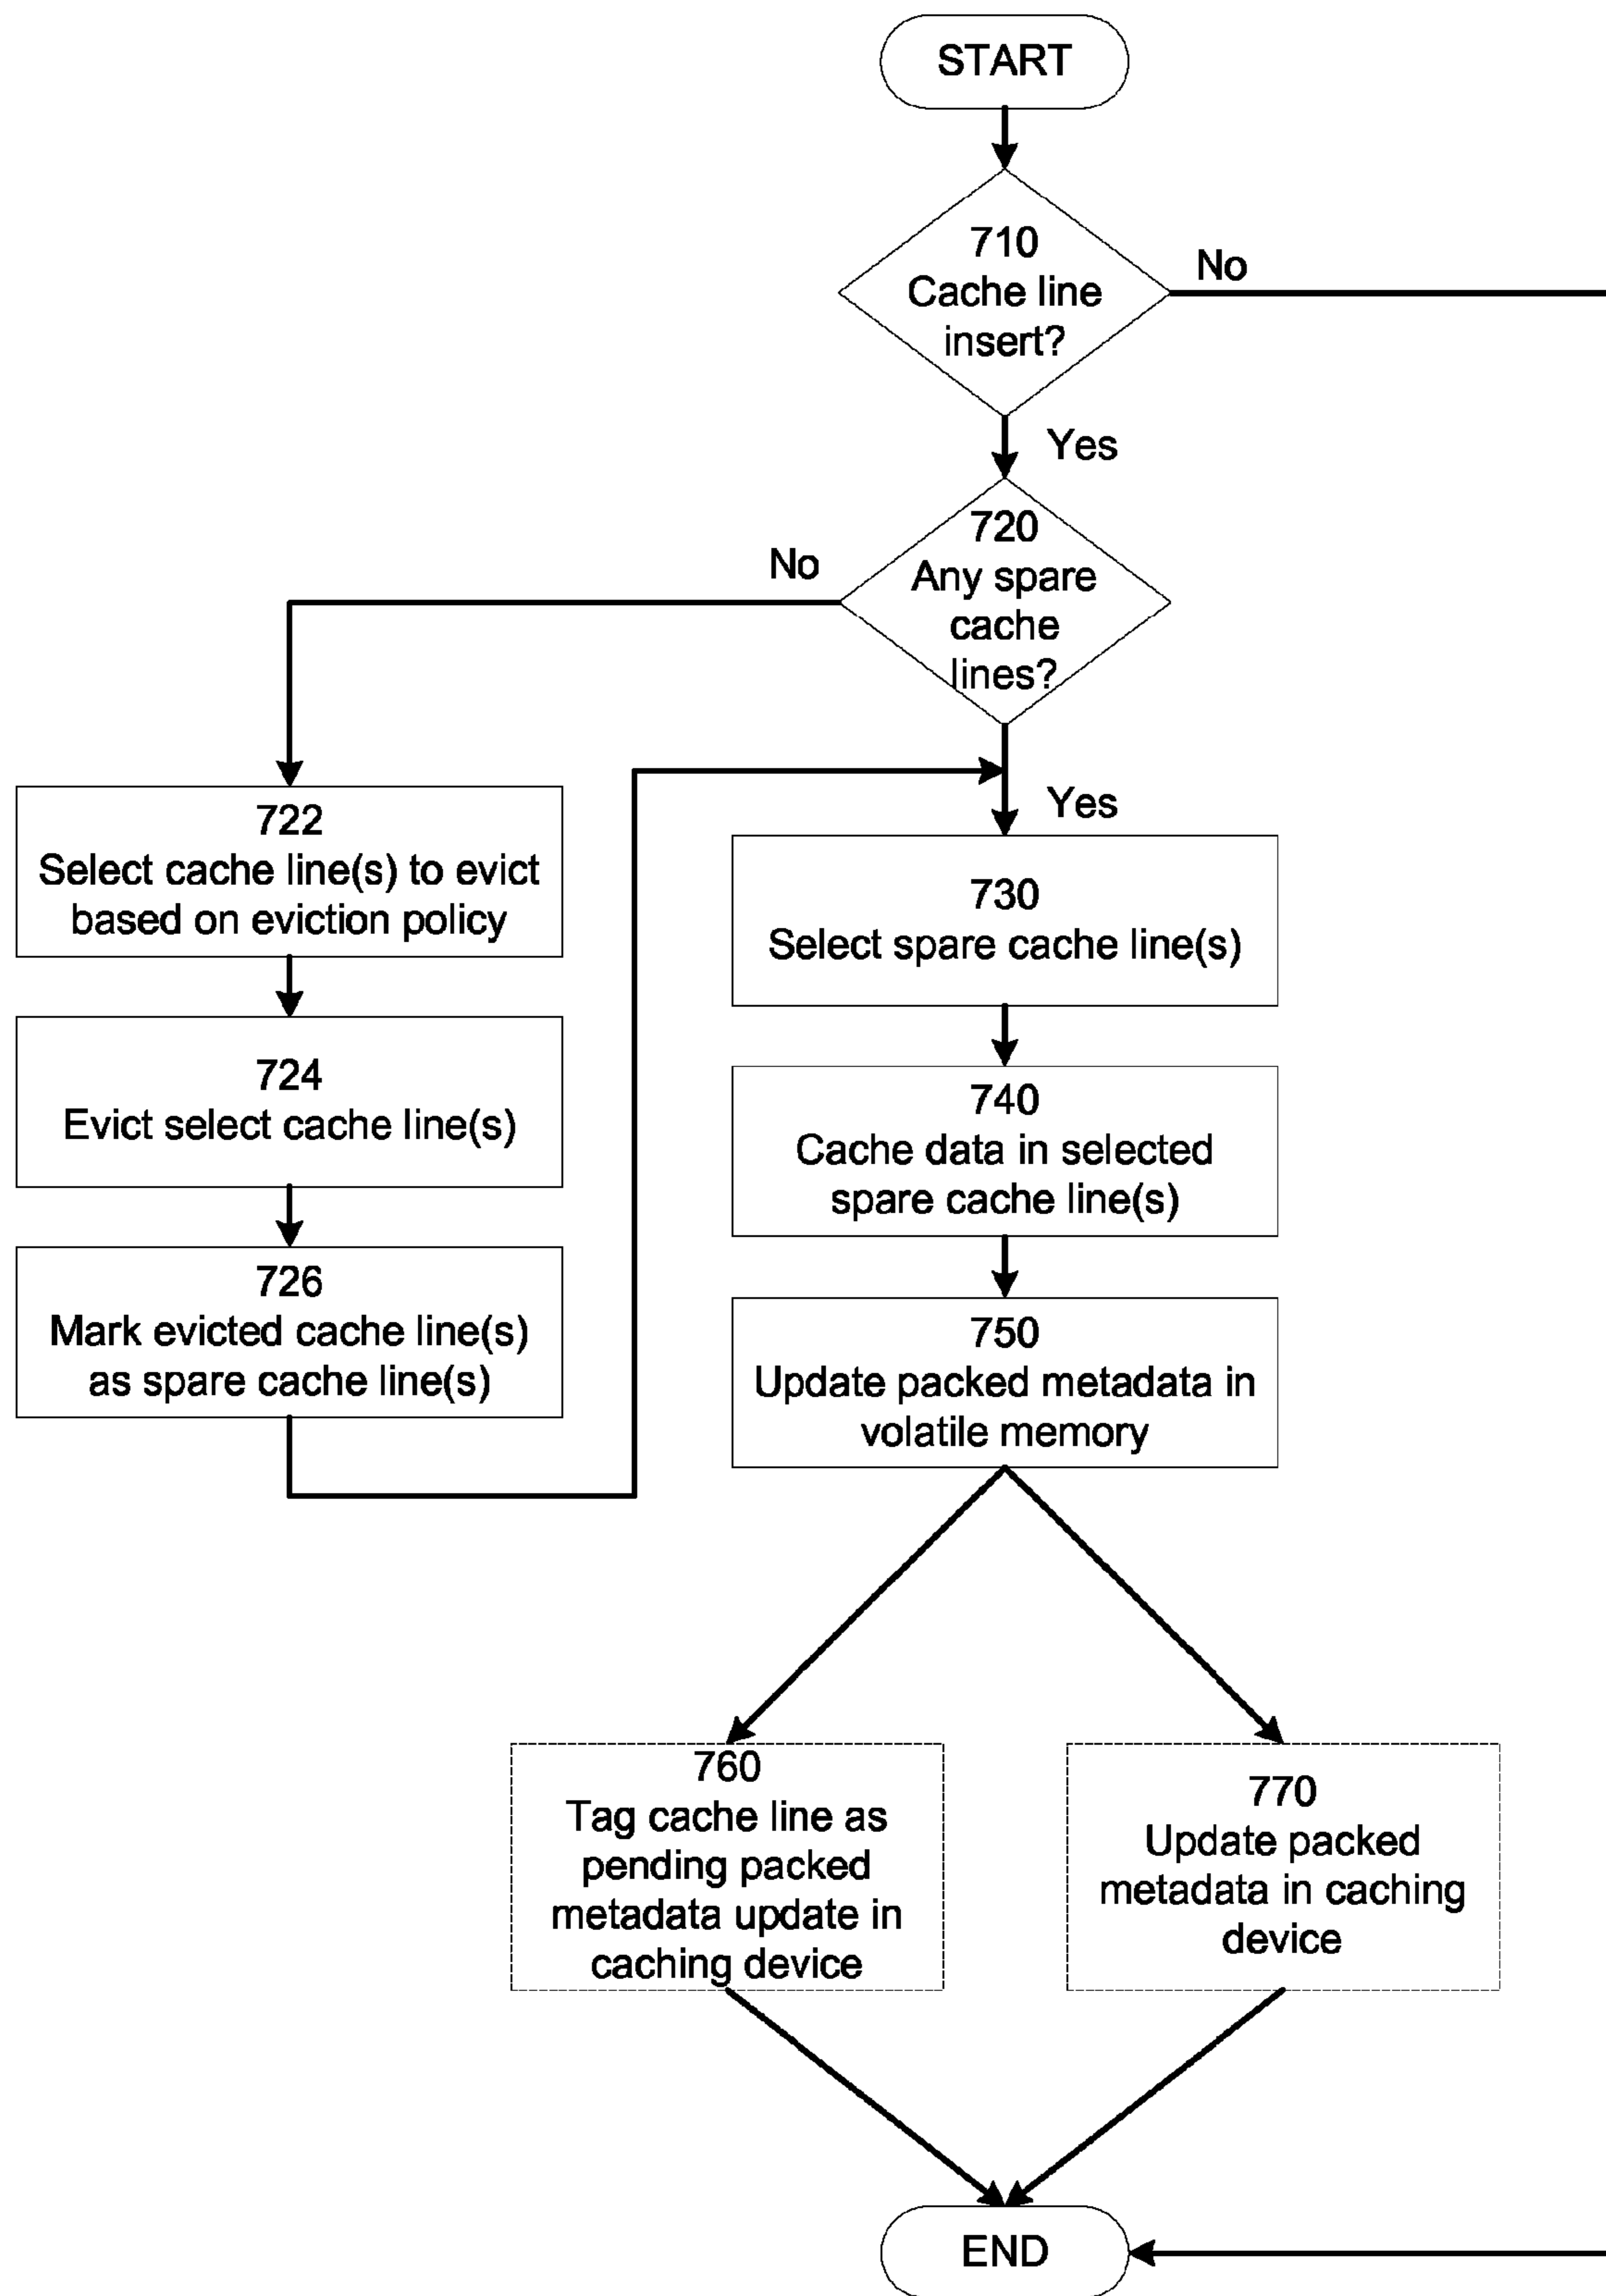 START
710
Cache line
insert?
No
Yes
720
Any spare
cache
lines?
No
Yes
722
Select cache line(s) to evict
based on eviction policy
724
Evict select cache line(s)
726
Mark evicted cache line(s)
as spare cache line(s)
730
Select spare cache line(s)
740
Cache data in selected
spare cache line(s)
750
Update packed metadata in
volatile memory
760
Tag cache line as
pending packed
metadata update in
caching device
770
Update packed
metadata in caching
device
END